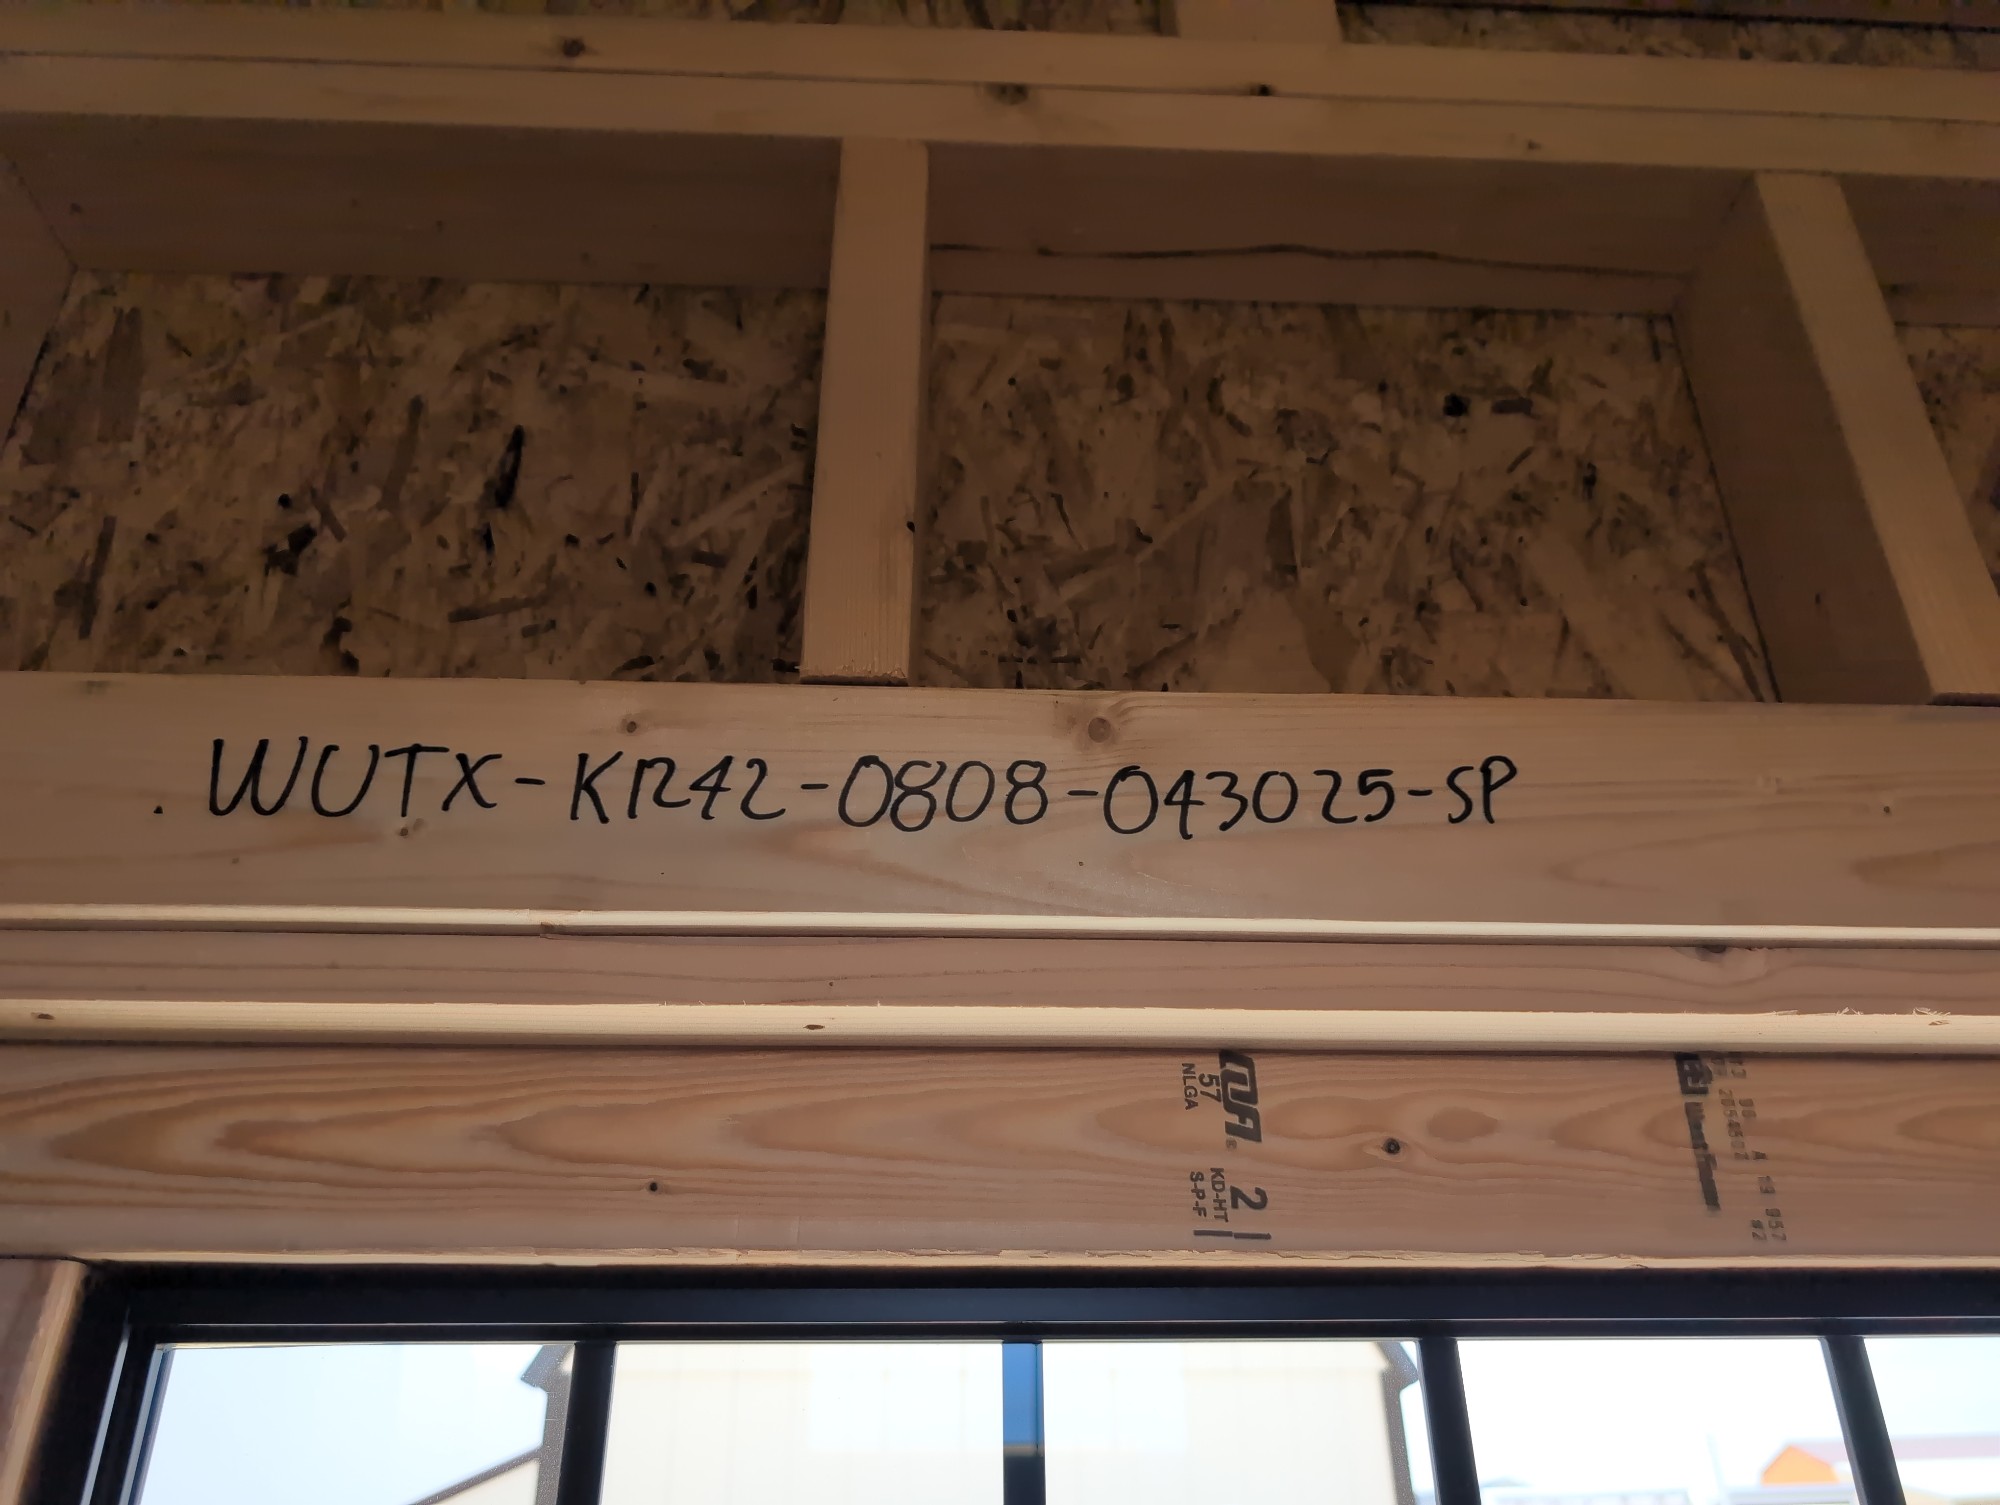 WUTX-KR42-0808-043025-SP
57
NLGA
2
KD-HT
S-P-F